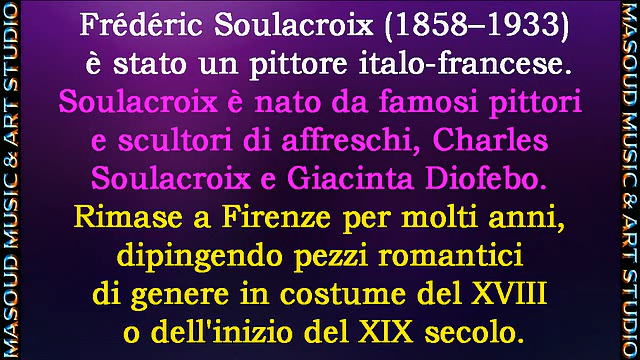 Frédéric Soulacroix (1858–1933)
è stato un pittore italo-francese.
Soulacroix è nato da famosi pittori
e scultori di affreschi, Charles
Soulacroix e Giacinta Diofebo.
Rimase a Firenze per molti anni,
dipingendo pezzi romantici
di genere in costume del XVIII
o dell'inizio del XIX secolo.
MASOUD MUSIC & ART STUDIO
MASOUD MUSIC & ART STUDIO